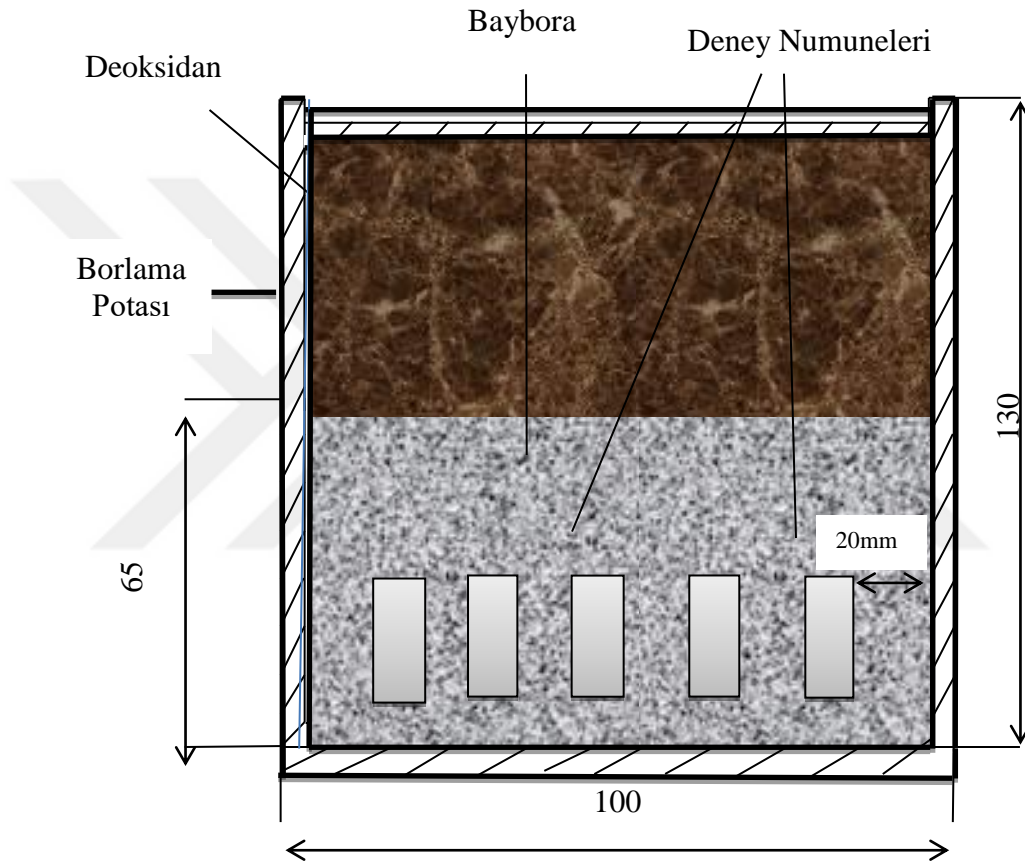 Baybora
Deney Numuneleri
Deoksidan
Borlama
Potası
130
20mm
65
100